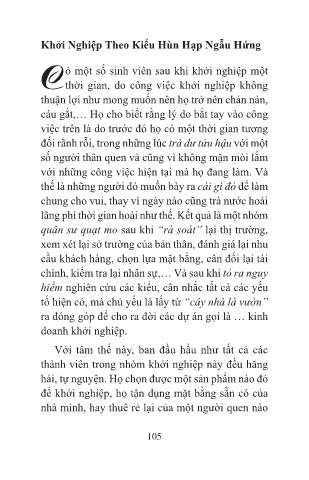 Khởi Nghiệp Theo Kiểu Hùn Hạp Ngẫu Hứng
Có một số sinh viên sau khi khởi nghiệp một
thời gian, do công việc khởi nghiệp không
thuận lợi như mong muốn nên họ trở nên chán nản,
cáu gắt,… Họ cho biết rằng lý do bắt tay vào công
việc trên là do trước đó họ có một thời gian tương
đối rãnh rỗi, trong những lúc trà dư tửu hậu với một
số người thân quen và cũng vì không mặn mòi lắm
với những công việc hiện tại mà họ đang làm. Và
thế là những người đó muốn bày ra cái gì đó để làm
chung cho vui, thay vì ngày nào cũng trà nước hoài
lãng phí thời gian hoài như thế. Kết quả là một nhóm
quân sư quạt mo sau khi “rà soát” lại thị trường,
xem xét lại sở trường của bản thân, đánh giá lại nhu
cầu khách hàng, chọn lựa mặt bằng, cân đối lại tài
chính, kiểm tra lại nhân sự,… Và sau khi tỏ ra nguy
hiểm nghiên cứu các kiểu, cân nhắc tất cả các yếu
tố hiện có, mà chủ yếu là lấy từ “cây nhà lá vườn”
ra đóng góp để cho ra đời các dự án gọi là … kinh
doanh khởi nghiệp.
Với tâm thế này, ban đầu hầu như tất cả các
thành viên trong nhóm khởi nghiệp này đều hăng
hái, tự nguyện. Họ chọn được một sản phẩm nào đó
để khởi nghiệp, họ tận dụng mặt bằng sẵn có của
nhà mình, hay thuê rẻ lại của một người quen nào
105